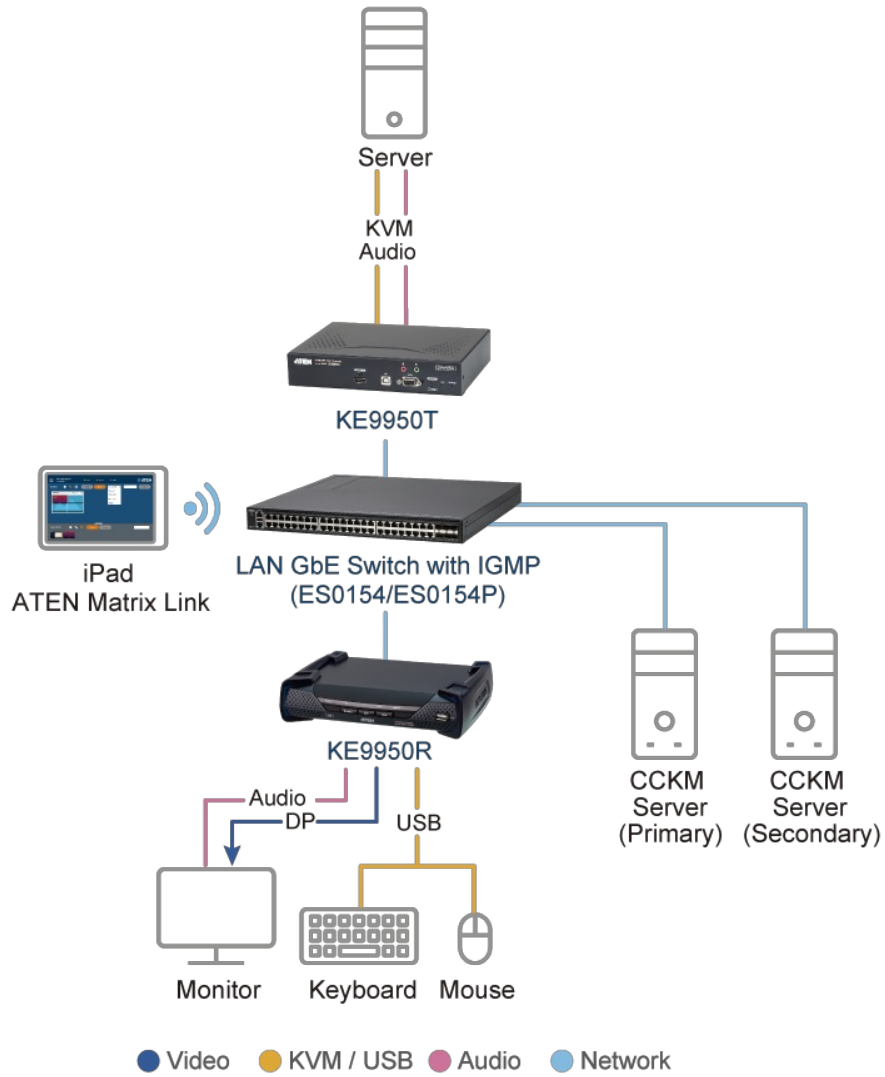 Server
KVM
Audio
ATEN
KE9950T
LAN GbE Switch with IGMP
(ES0154/ES0154P)
iPad
ATEN Matrix Link
KE9950R
Audio
DP
USB
CCKM
Server
(Primary)
CCKM
Server
(Secondary)
Monitor
Keyboard
Mouse
Video
KVM / USB
Audio
Network